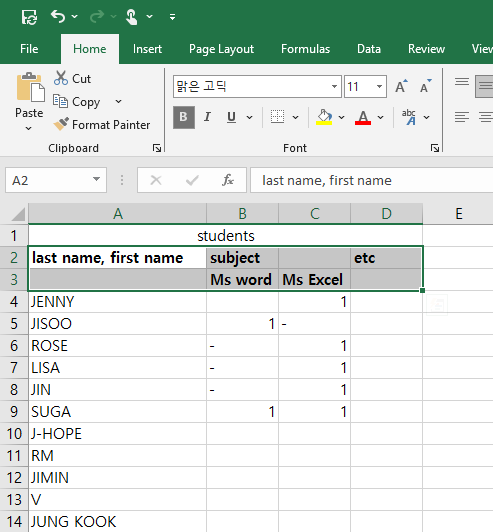 File Home Insert Page Layout Formulas Data Review View
Cut
Copy
Paste
Format Painter
Clipboard
맑은 고딕 11 A A
B I U A abc
Font
A2 fx last name, first name
A B C D E
1 students
2 last name, first name subject etc
3 Ms word Ms Excel
4 JENNY 1
5 JISOO 1 -
6 ROSE - 1
7 LISA - 1
8 JIN - 1
9 SUGA 1 1
10 J-HOPE
11 RM
12 JIMIN
13 V
14 JUNG KOOK